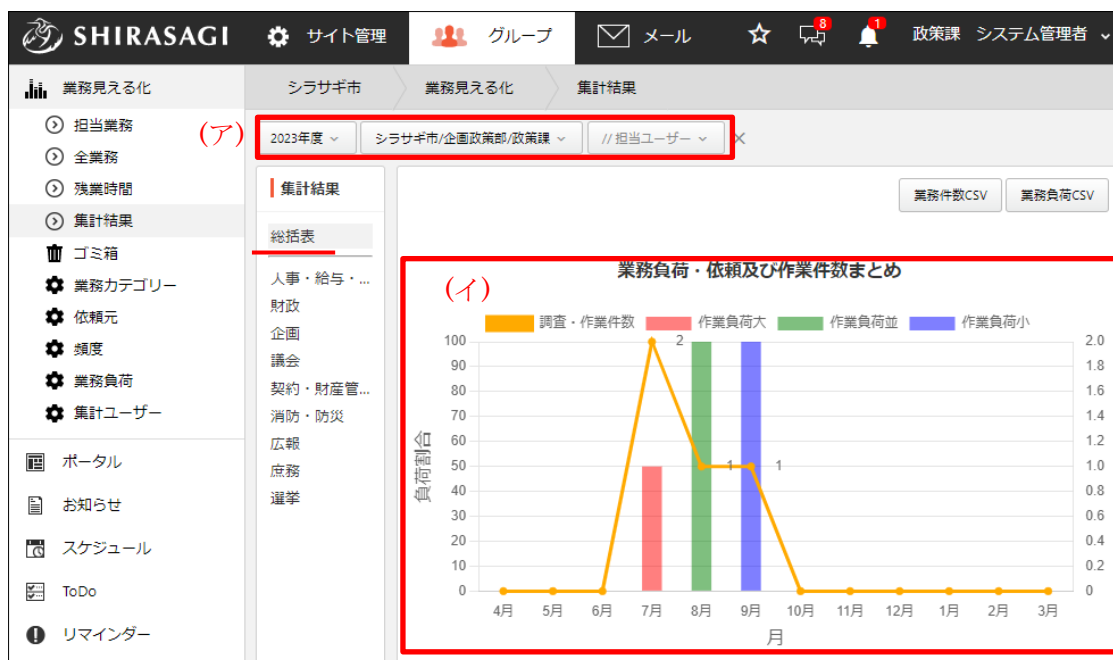 SHIRASAGI
サイト管理
グループ
メール
8
1
政策課 システム管理者
業務見える化
シラサギ市
業務見える化
集計結果
担当業務
全業務
残業時間
集計結果
ゴミ箱
業務カテゴリー
依頼元
頻度
業務負荷
集計ユーザー
ポータル
お知らせ
スケジュール
ToDo
リマインダー
(ア)
2023年度
シラサギ市/企画政策部/政策課
// 担当ユーザー
×
集計結果
総括表
人事・給与・...
財政
企画
議会
契約・財産管...
消防・防災
広報
庶務
選挙
業務件数CSV
業務負荷CSV
(イ)
業務負荷・依頼及び作業件数まとめ
調査・作業件数 作業負荷大 作業負荷並 作業負荷小
負荷割合
100
90
80
70
60
50
40
30
20
10
0
2
1
1
2.0
1.8
1.6
1.4
1.2
1.0
0.8
0.6
0.4
0.2
0
4月 5月 6月 7月 8月 9月 10月 11月 12月 1月 2月 3月
月